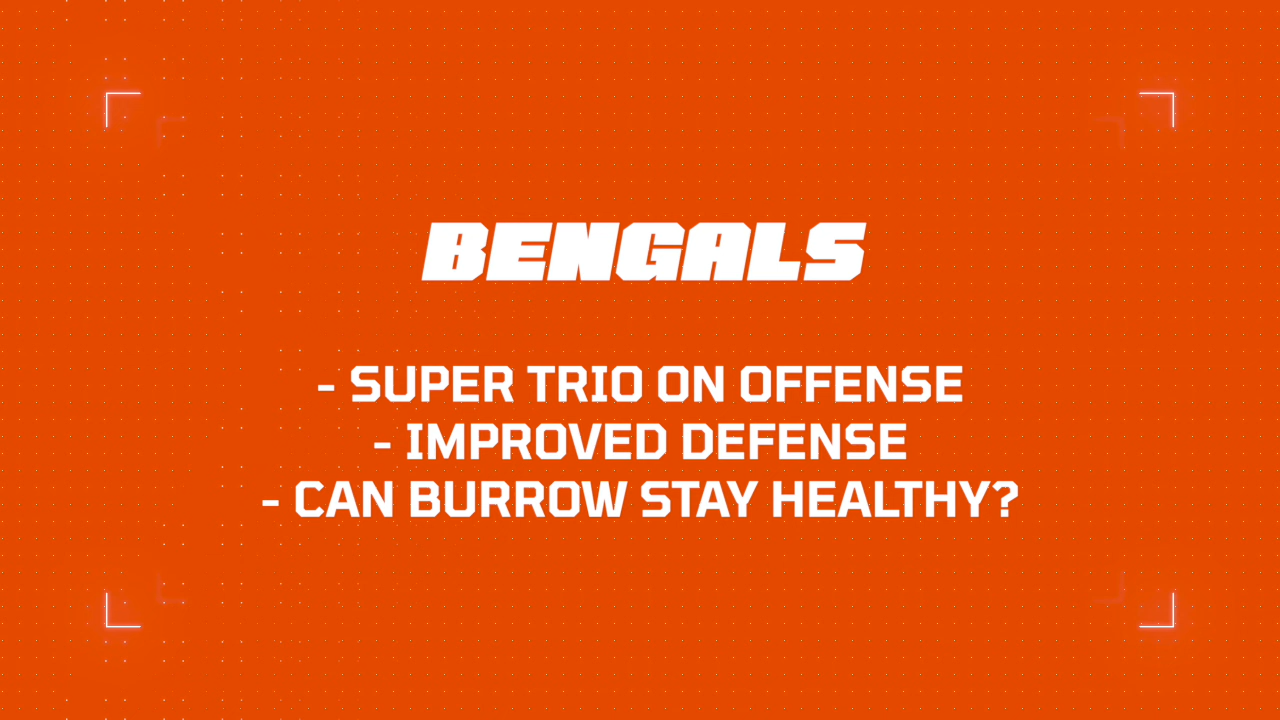 BENGALS
- SUPER TRIO ON OFFENSE
- IMPROVED DEFENSE
- CAN BURROW STAY HEALTHY?